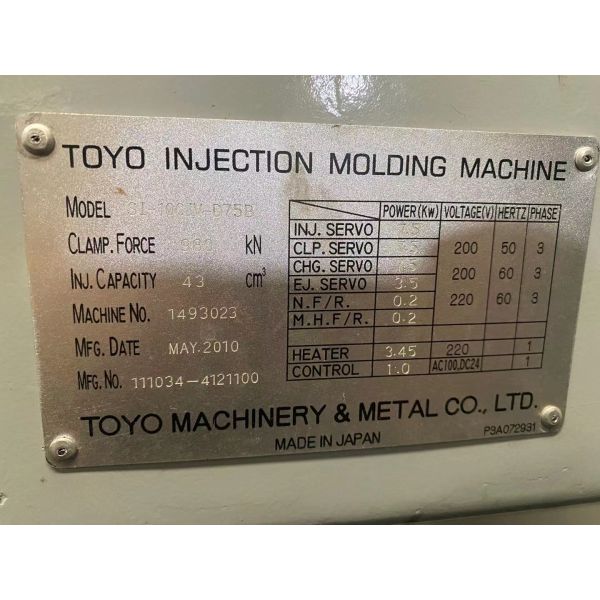 TOYO INJECTION MOLDING MACHINE
MODEL
CLAMP. FORCE kN
INJ. CAPACITY 43 cm³
MACHINE NO. 1493023
MFG. DATE MAY.2010
MFG. NO. 111034-4121100
POWER(KW) VOLTAGE(V) HERTZ PHASE
INJ. SERVO
CLP. SERVO 200 50 3
CHG. SERVO 200 60 3
EJ. SERVO 3.5
N.F/R. 0.2 220 60 3
M.H.F/R. 0.2
HEATER 3.45 220 1
CONTROL 1.0 AC100,DC24 1
TOYO MACHINERY & METAL CO., LTD.
MADE IN JAPAN
P3A072931